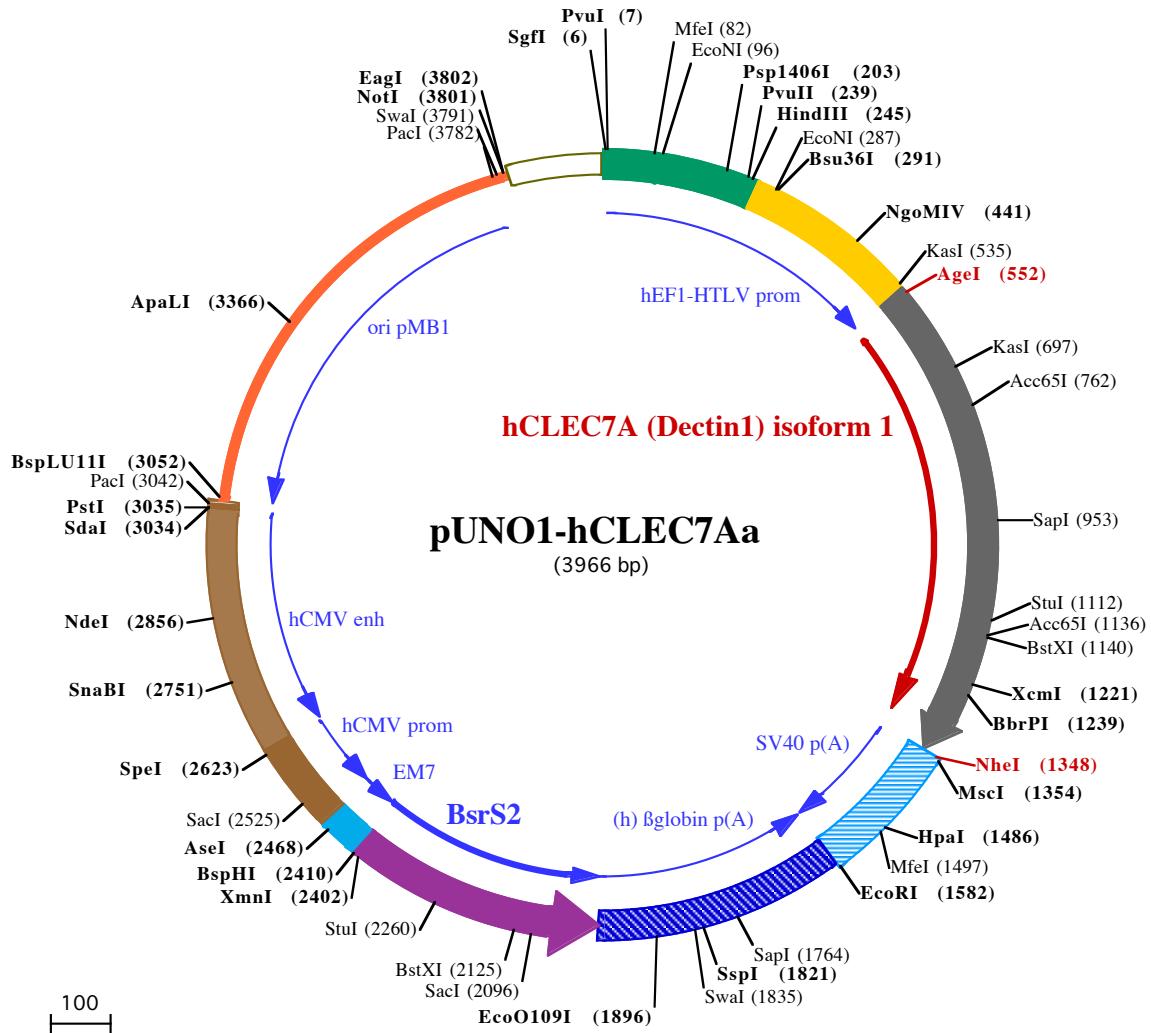 PvuI (7)
SgfI (6)
MfeI (82)
EcoNI (96)
Psp1406I (203)
PvuII (239)
HindIII (245)
EcoNI (287)
Bsu36I (291)
NgoMIV (441)
KasI (535)
AgeI (552)
KasI (697)
Acc65I (762)
SapI (953)
StuI (1112)
Acc65I (1136)
BstXI (1140)
XcmI (1221)
BbrPI (1239)
NheI (1348)
MscI (1354)
HpaI (1486)
MfeI (1497)
EcoRI (1582)
SapI (1764)
SspI (1821)
SwaI (1835)
EcoO109I (1896)
SacI (2096)
BstXI (2125)
StuI (2260)
XmnI (2402)
BspHI (2410)
AseI (2468)
SacI (2525)
SpeI (2623)
SnaBI (2751)
NdeI (2856)
SdaI (3034)
PstI (3035)
PacI (3042)
BspLU11I (3052)
ApaLI (3366)
PacI (3782)
SwaI (3791)
NotI (3801)
EagI (3802)
hEF1-HTLV prom
ori pMB1
hCLEC7A (Dectin1) isoform 1
pUNO1-hCLEC7Aa
(3966 bp)
hCMV enh
hCMV prom
EM7
BsrS2
(h) ßglobin p(A)
SV40 p(A)
100